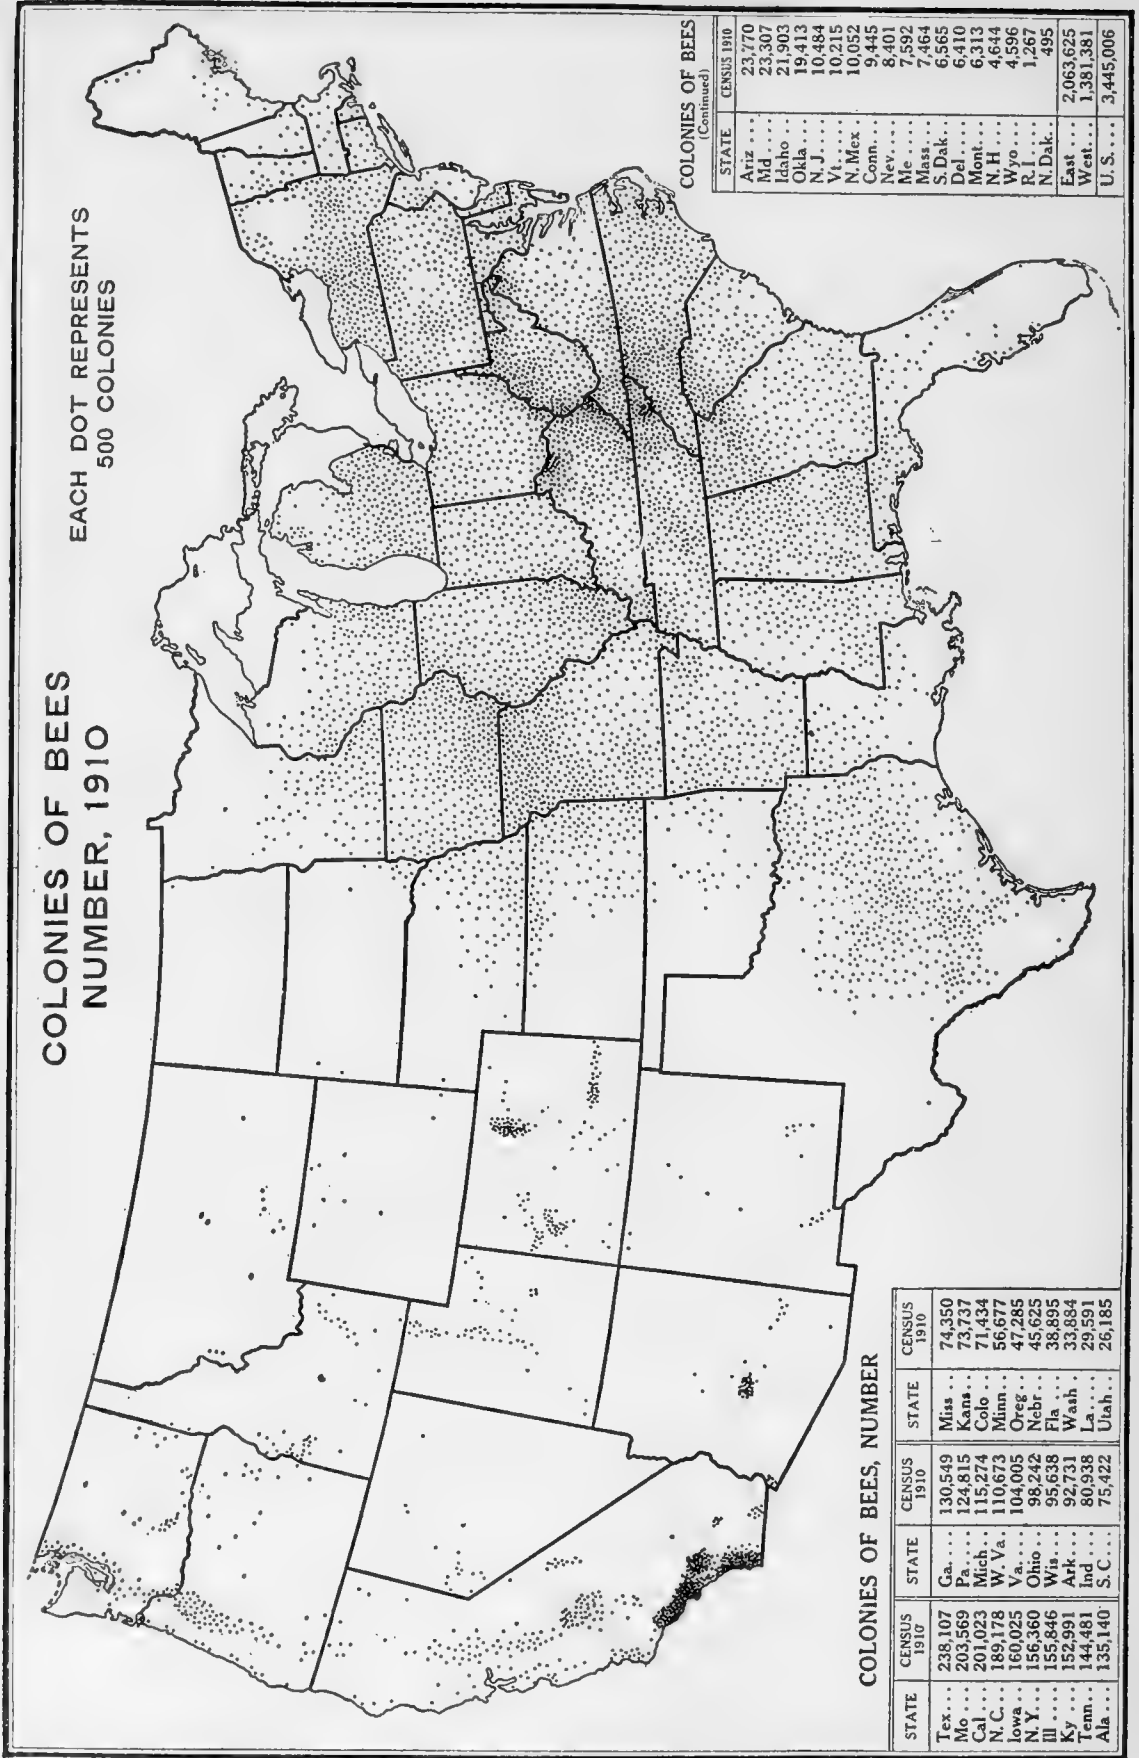 COLONIES OF BEES
NUMBER, 1910
EACH DOT REPRESENTS
500 COLONIES
COLONIES OF BEES, NUMBER
STATE CENSUS 1910 STATE CENSUS 1910 STATE CENSUS 1910
Tex... 238,107 Ga.... 130,549 Miss.. 74,350
Mo... 203,569 Pa.... 124,815 Kans.. 73,737
Cal... 201,023 Mich.. 115,274 Colo.. 71,434
N. C... 189,178 W. Va. 110,673 Minn.. 56,677
Iowa.. 160,025 Va.... 104,005 Oreg.. 47,285
N. Y... 156,360 Ohio.. 98,242 Nebr.. 45,625
Ill.... 155,846 Wis... 95,638 Fla... 38,895
Ky... 152,991 Ark... 92,731 Wash. 33,884
Tenn.. 144,481 Ind... 80,938 La.... 29,591
Ala... 135,140 S. C... 75,422 Utah.. 26,185
COLONIES OF BEES
(Continued)
STATE CENSUS 1910
Ariz... 23,770
Md.... 23,307
Idaho.. 21,903
Okla... 19,413
N. J.... 10,484
Vt..... 10,215
N. Mex. 10,052
Conn... 9,445
Nev.... 8,401
Me.... 7,592
Mass... 7,464
S. Dak.. 6,565
Del.... 6,410
Mont... 6,313
N. H... 4,644
Wyo... 4,596
R. I.... 1,267
N. Dak. 495
East... 2,063,625
West... 1,381,381
U. S.... 3,445,006